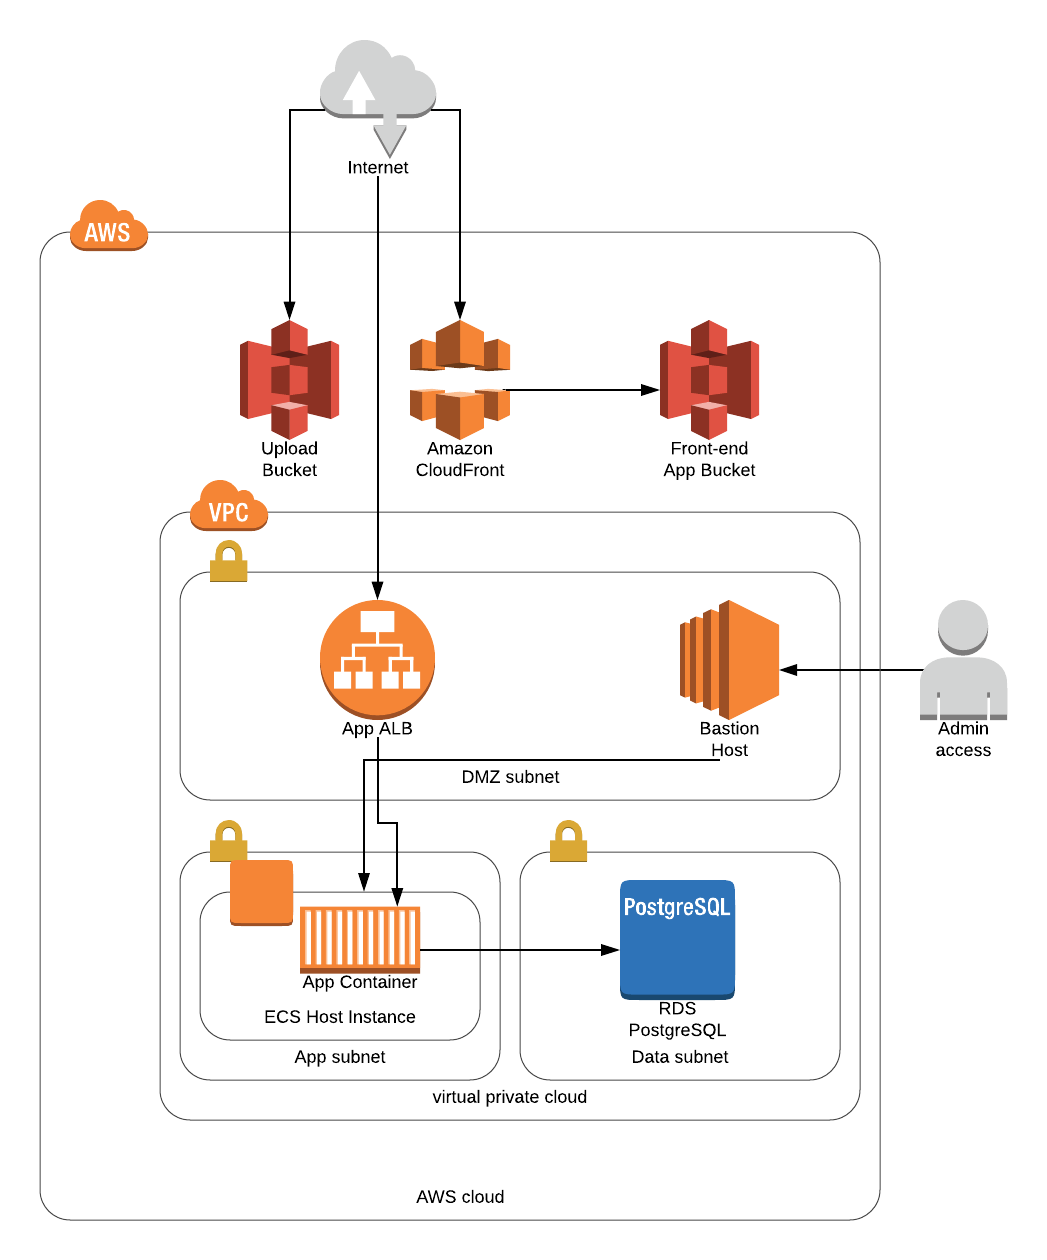 Internet
AWS
Upload
Bucket
Amazon
CloudFront
Front-end
App Bucket
VPC
App ALB
Bastion
Host
Admin
access
DMZ subnet
PostgreSQL
App Container
RDS
PostgreSQL
ECS Host Instance
App subnet
Data subnet
virtual private cloud
AWS cloud